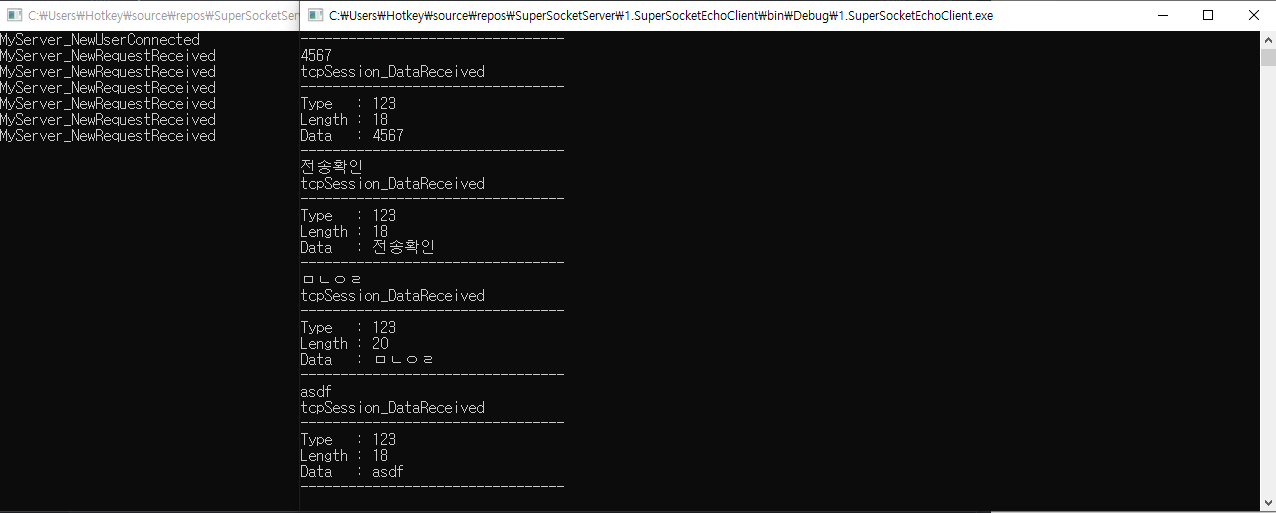 C:₩Users₩Hotkey₩source₩repos₩SuperSocketServ
MyServer_NewUserConnected
MyServer_NewRequestReceived
MyServer_NewRequestReceived
MyServer_NewRequestReceived
MyServer_NewRequestReceived
MyServer_NewRequestReceived
MyServer_NewRequestReceived
C:₩Users₩Hotkey₩source₩repos₩SuperSocketServer₩1.SuperSocketEchoClient₩bin₩Debug₩1.SuperSocketEchoClient.exe
---------------------------------
4567
tcpSession_DataReceived
---------------------------------
Type   : 123
Length : 18
Data   : 4567
---------------------------------
전송확인
tcpSession_DataReceived
---------------------------------
Type   : 123
Length : 18
Data   : 전송확인
---------------------------------
ㅁㄴㅇㄹ
tcpSession_DataReceived
---------------------------------
Type   : 123
Length : 20
Data   : ㅁㄴㅇㄹ
---------------------------------
asdf
tcpSession_DataReceived
---------------------------------
Type   : 123
Length : 18
Data   : asdf
---------------------------------